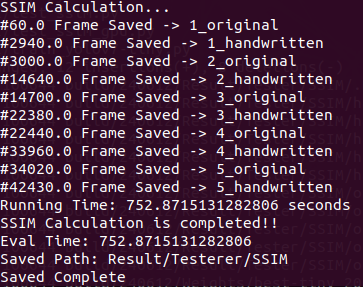 SSIM Calculation...
#60.0 Frame Saved -> 1_original
#2940.0 Frame Saved -> 1_handwritten
#3000.0 Frame Saved -> 2_original
#14640.0 Frame Saved -> 2_handwritten
#14700.0 Frame Saved -> 3_original
#22380.0 Frame Saved -> 3_handwritten
#22440.0 Frame Saved -> 4_original
#33960.0 Frame Saved -> 4_handwritten
#34020.0 Frame Saved -> 5_original
#42430.0 Frame Saved -> 5_handwritten
Running Time: 752.8715131282806 seconds
SSIM Calculation is completed!!
Eval Time: 752.8715131282806
Saved Path: Result/Testerer/SSIM
Saved Complete